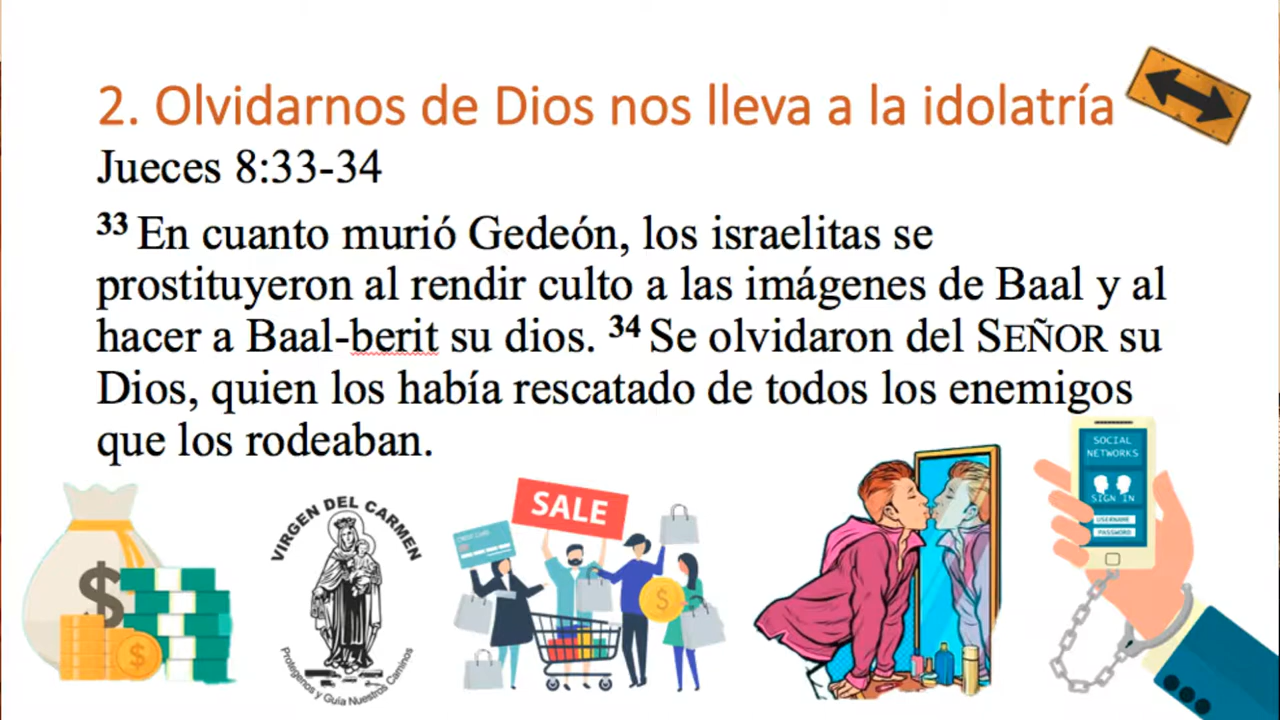 2. Olvidarnos de Dios nos lleva a la idolatría
Jueces 8:33-34
33 En cuanto murió Gedeón, los israelitas se
prostituyeron al rendir culto a las imágenes de Baal y al
hacer a Baal-berit su dios. 34 Se olvidaron del SEÑOR su
Dios, quien los había rescatado de todos los enemigos
que los rodeaban.
$
$
VIRGEN DEL CARMEN
Protégenos y Guía Nuestros Caminos
CREDIT CARD
SALE
$
SOCIAL
NETWORKS
SIGN IN
USERNAME
PASSWORD